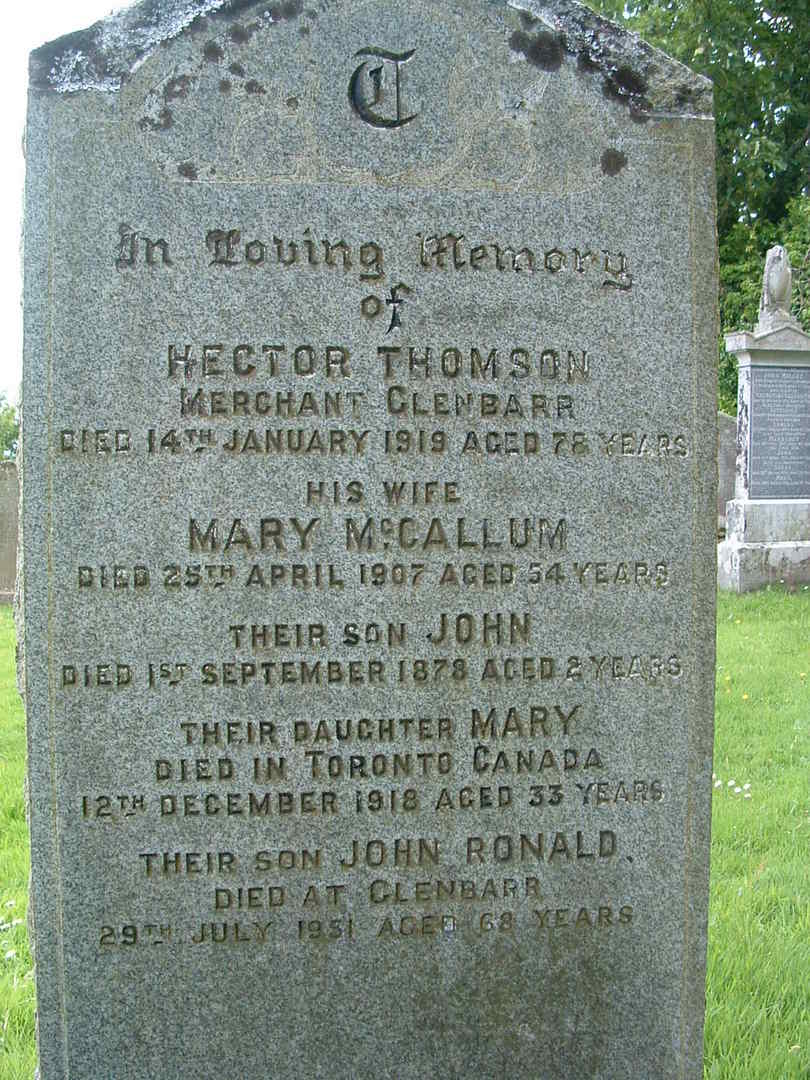 T
In Loving Memory
of
HECTOR THOMSON
MERCHANT GLENBARR
DIED 14TH JANUARY 1919 AGED 78 YEARS
HIS WIFE
MARY McCALLUM
DIED 25TH APRIL 1907 AGED 54 YEARS
THEIR SON JOHN
DIED 1ST SEPTEMBER 1878 AGED 2 YEARS
THEIR DAUGHTER MARY
DIED IN TORONTO CANADA
12TH DECEMBER 1918 AGED 33 YEARS
THEIR SON JOHN RONALD,
DIED AT GLENBARR
29TH JULY 1951 AGED 68 YEARS